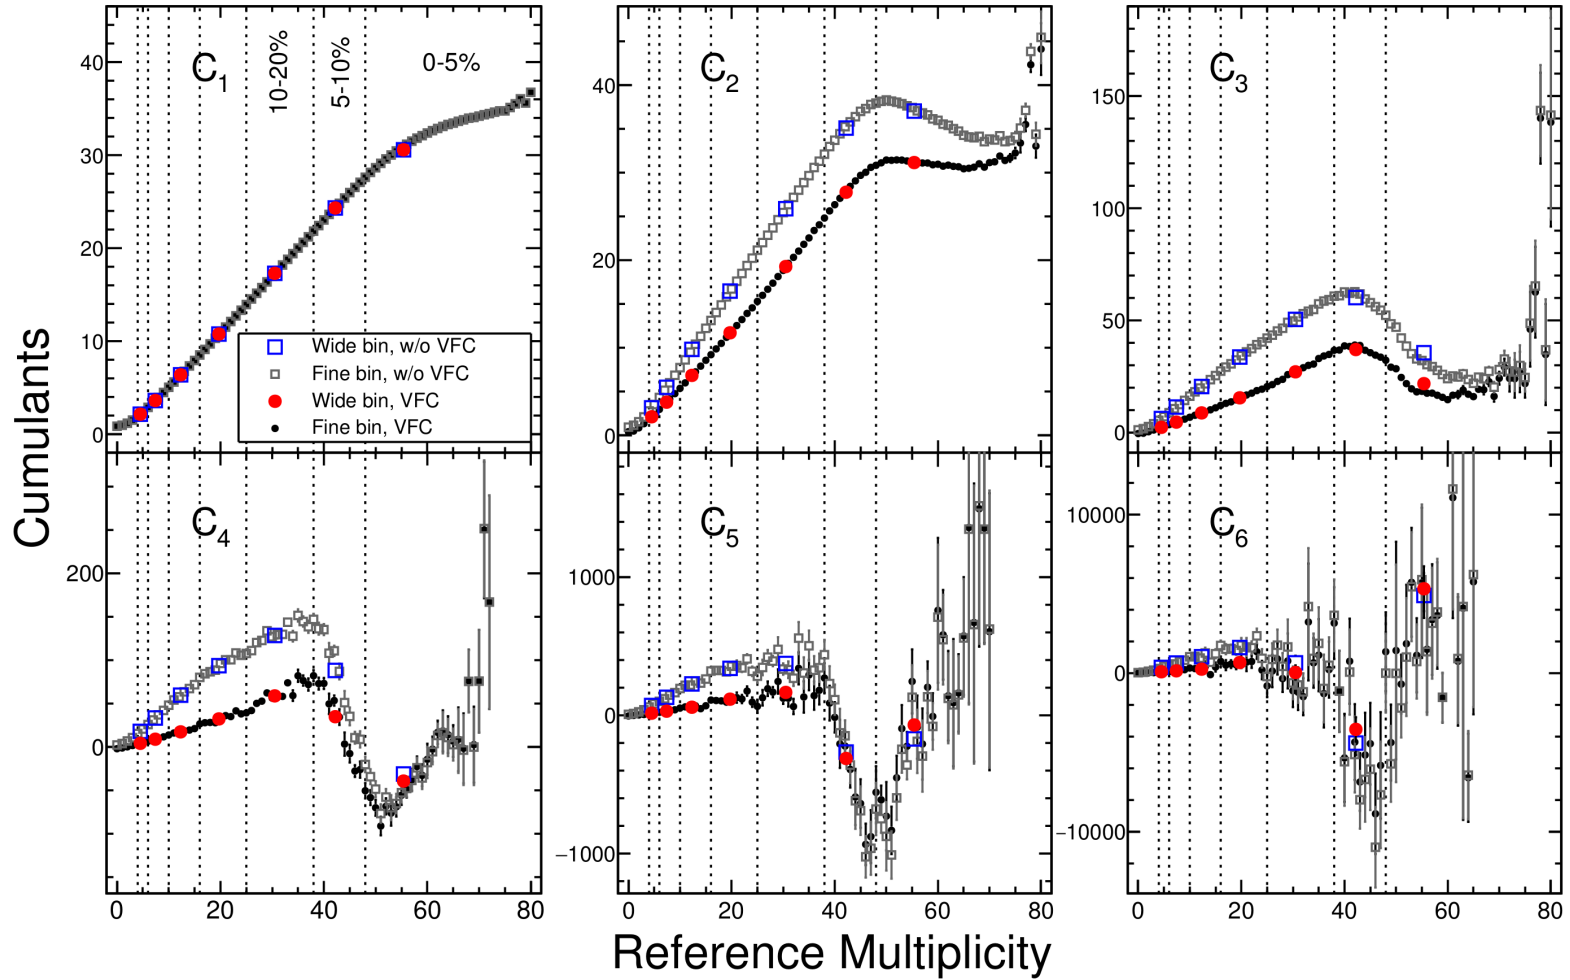 Cumulants
C1
10-20%
5-10%
0-5%
40
30
20
10
0
Wide bin, w/o VFC
Fine bin, w/o VFC
Wide bin, VFC
Fine bin, VFC
C2
40
20
0
C3
150
100
50
0
C4
200
0
0 20 40 60 80
C5
1000
0
−1000
0 20 40 60 80
C6
10000
0
−10000
0 20 40 60 80
Reference Multiplicity